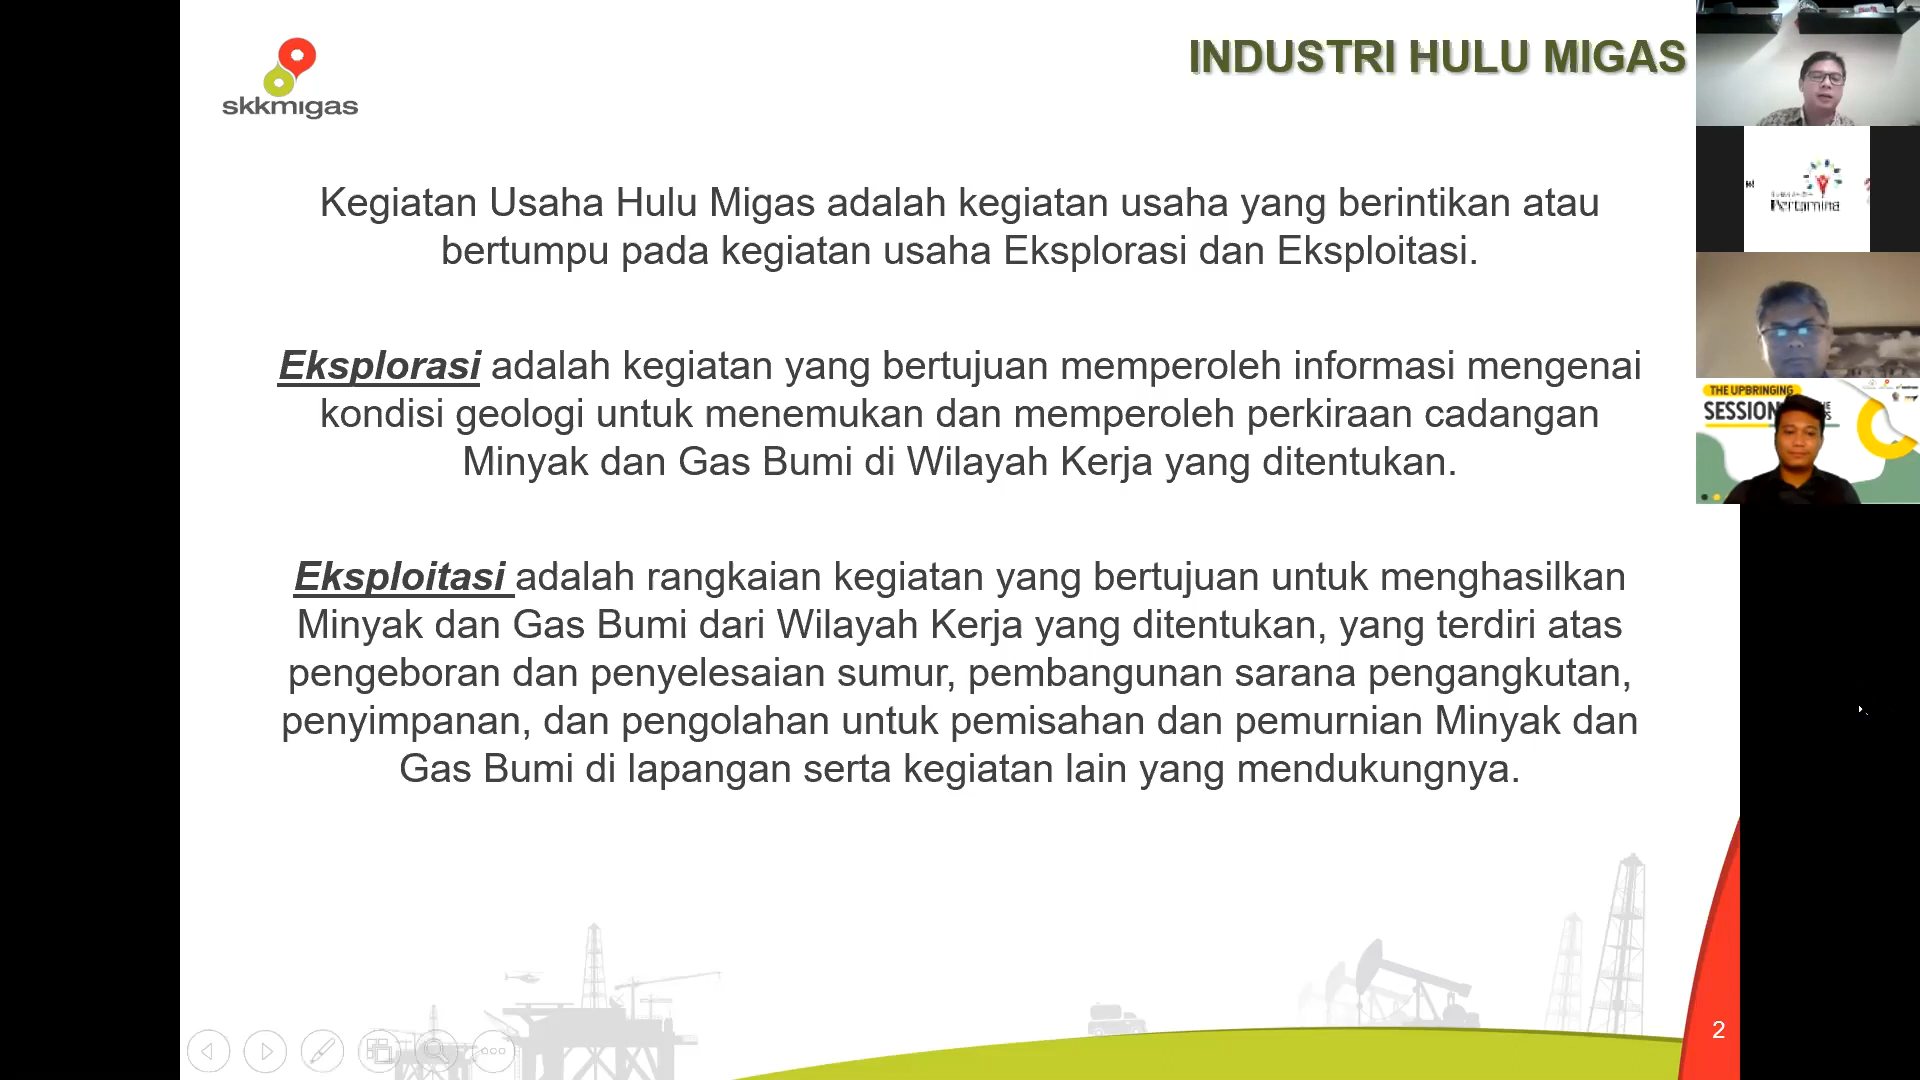 skkmigas
INDUSTRI HULU MIGAS
Kegiatan Usaha Hulu Migas adalah kegiatan usaha yang berintikan atau
bertumpu pada kegiatan usaha Eksplorasi dan Eksploitasi.
Eksplorasi adalah kegiatan yang bertujuan memperoleh informasi mengenai
kondisi geologi untuk menemukan dan memperoleh perkiraan cadangan
Minyak dan Gas Bumi di Wilayah Kerja yang ditentukan.
Eksploitasi adalah rangkaian kegiatan yang bertujuan untuk menghasilkan
Minyak dan Gas Bumi dari Wilayah Kerja yang ditentukan, yang terdiri atas
pengeboran dan penyelesaian sumur, pembangunan sarana pengangkutan,
penyimpanan, dan pengolahan untuk pemisahan dan pemurnian Minyak dan
Gas Bumi di lapangan serta kegiatan lain yang mendukungnya.
2
Pertamina
THE UPBRINGING
SESSION